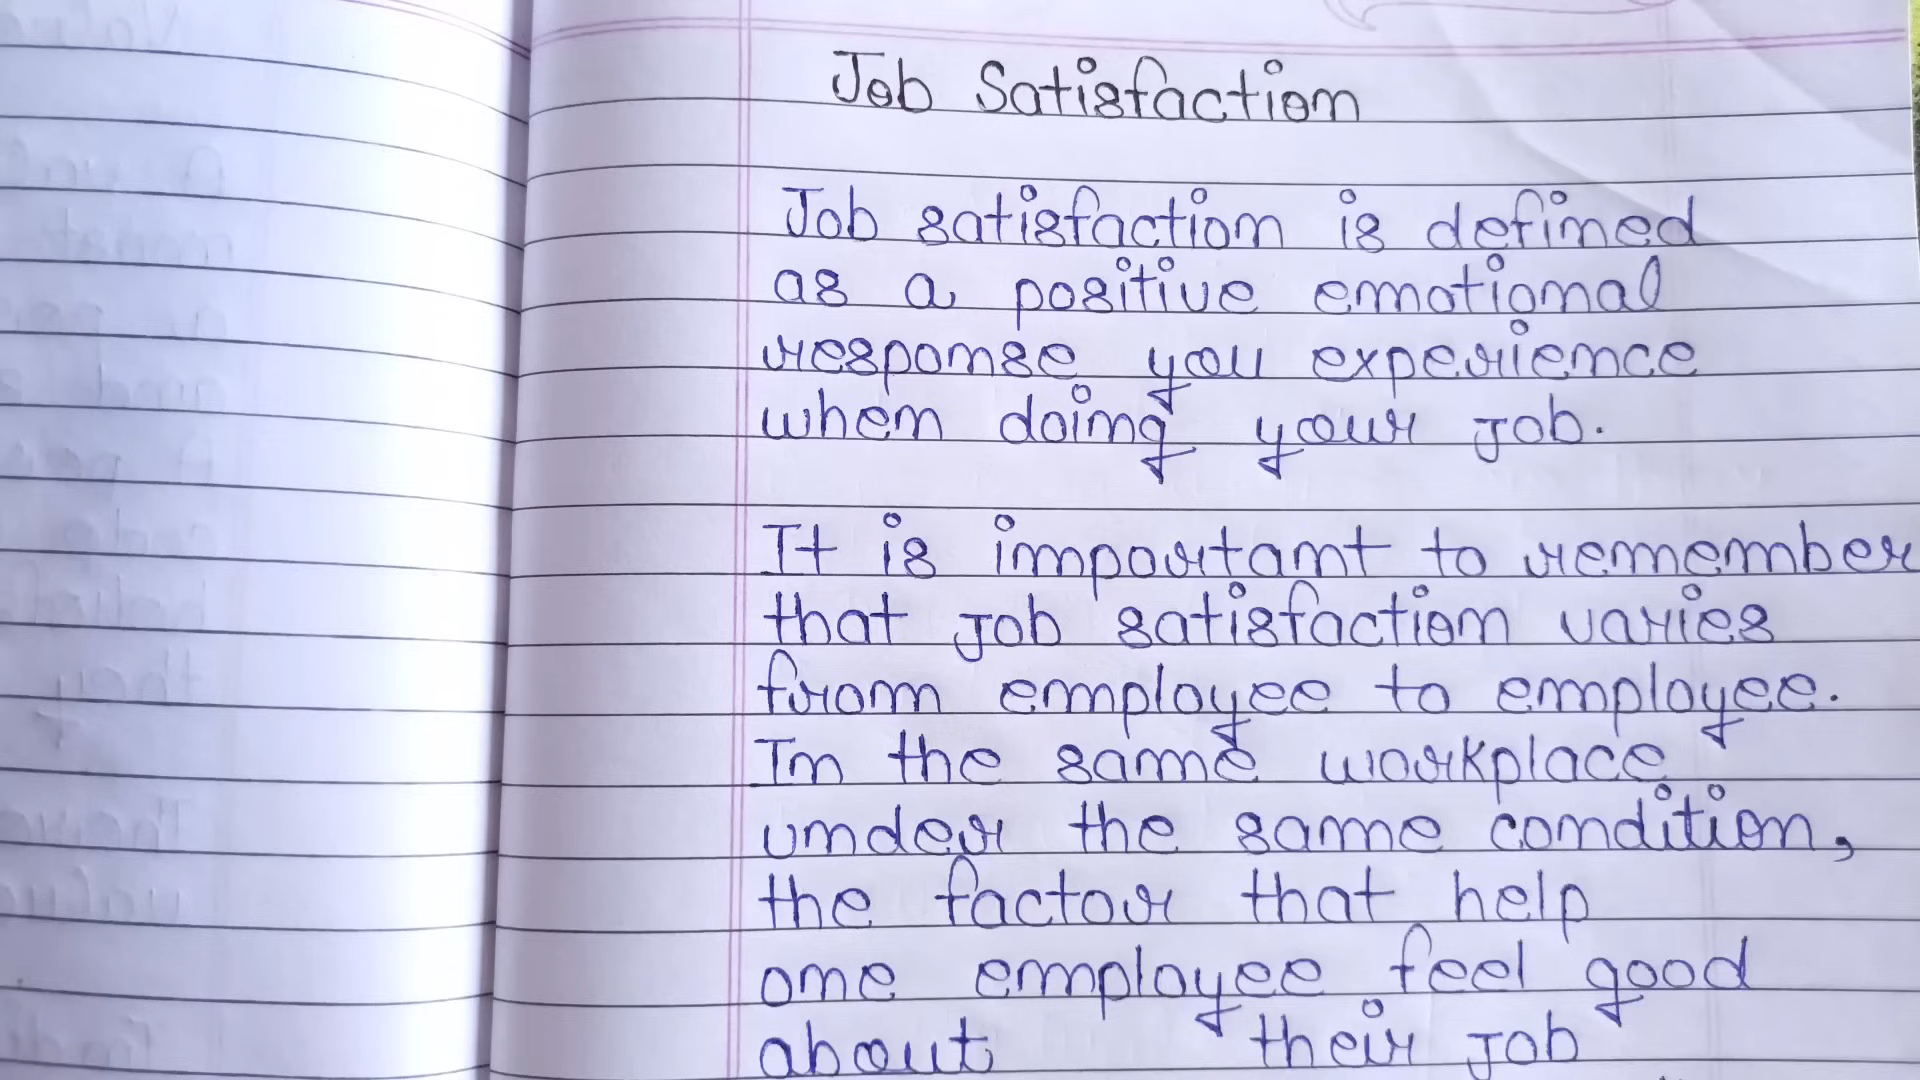 Job Satisfaction
Job satisfaction is defined
as a positive emotional
response you experience
when doing your job.
It is important to remember
that job satisfaction varies
from employee to employee.
In the same workplace
under the same condition,
the factor that help
one employee feel good
about their job